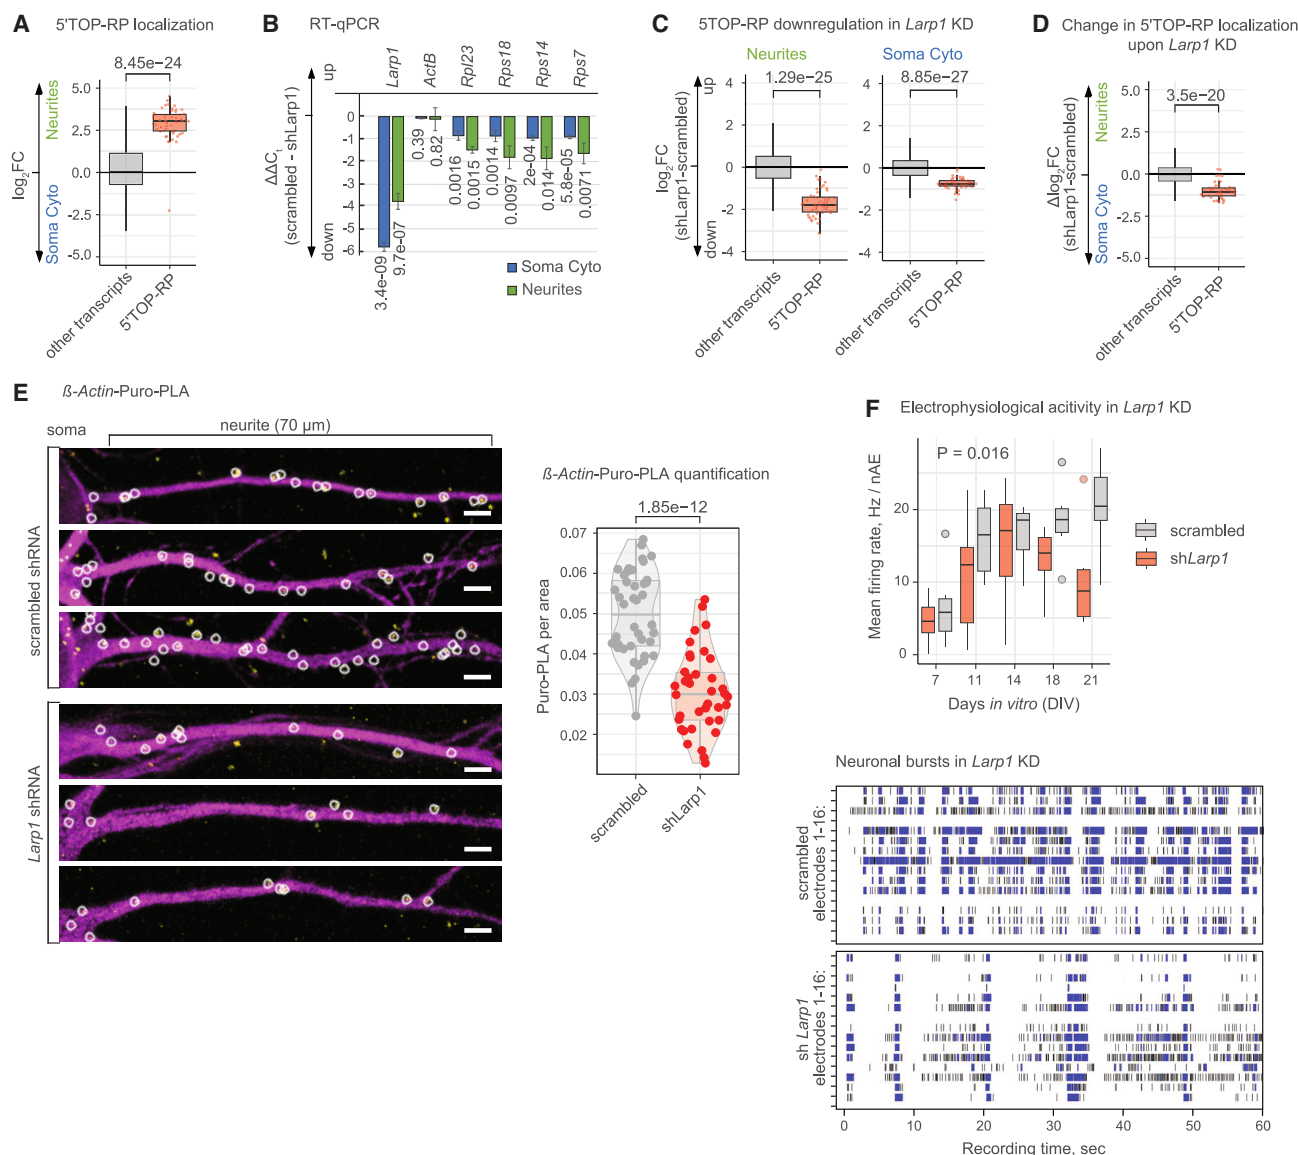 A 5'TOP-RP localization
8.45e−24
5.0
2.5
0.0
-2.5
-5.0
log2FC
Soma Cyto
Neurites
other transcripts
5'TOP-RP
B RT-qPCR
up
down
ΔΔCt
(scrambled - shLarp1)
Larp1
ActB
Rpl23
Rps18
Rps14
Rps7
0
-1
-2
-3
-4
-5
-6
3.4e-09
9.7e-07
0.39
0.82
0.0016
0.0015
0.0014
0.0097
2e-04
0.014
5.8e-05
0.0071
Soma Cyto
Neurites
C 5TOP-RP downregulation in Larp1 KD
Neurites
Soma Cyto
1.29e−25
8.85e−27
up
down
log2FC
(shLarp1-scrambled)
4
2
0
-2
-4
4
2
0
-2
-4
other transcripts
5'TOP-RP
other transcripts
5'TOP-RP
D Change in 5'TOP-RP localization
upon Larp1 KD
3.5e−20
5.0
2.5
0.0
-2.5
-5.0
Δlog2FC
(shLarp1-scrambled)
Soma Cyto
Neurites
other transcripts
5'TOP-RP
E ß-Actin-Puro-PLA
soma
neurite (70 µm)
scrambled shRNA
Larp1 shRNA
ß-Actin-Puro-PLA quantification
1.85e−12
0.07
0.06
0.05
0.04
0.03
0.02
Puro-PLA per area
scrambled
shLarp1
F Electrophysiological acitivity in Larp1 KD
P = 0.016
20
10
0
Mean firing rate, Hz / nAE
7 11 14 18 21
Days in vitro (DIV)
scrambled
shLarp1
Neuronal bursts in Larp1 KD
scrambled
electrodes 1-16:
sh Larp1
electrodes 1-16:
0 10 20 30 40 50 60
Recording time, sec